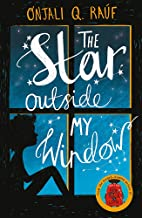 ONJALI Q. RAÚF
THE
Star
outside
MY
Window